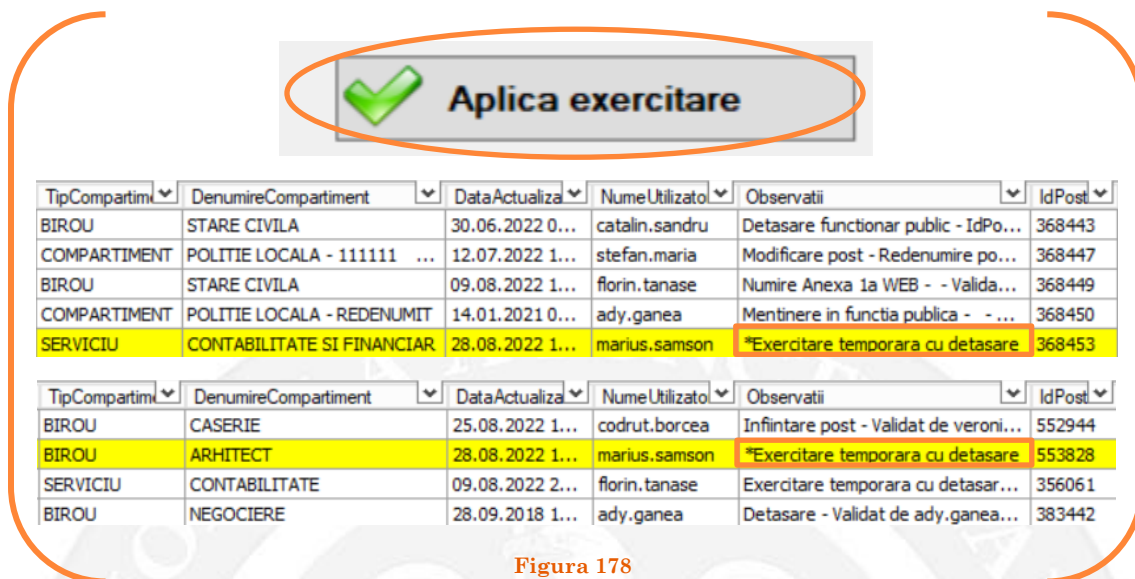 Aplica exercitare
TipCompartime DenumireCompartiment DataActualiza NumeUtilizato Observatii IdPost
BIROU STARE CIVILA 30.06.2022 0... catalin.sandru Detasare functionar public - IdPo... 368443
COMPARTIMENT POLITIE LOCALA - 111111 ... 12.07.2022 1... stefan.maria Modificare post - Redenumire po... 368447
BIROU STARE CIVILA 09.08.2022 1... florin.tanase Numire Anexa 1a WEB - - Valida... 368449
COMPARTIMENT POLITIE LOCALA - REDENUMIT 14.01.2021 0... ady.ganea Mentinere in functia publica - - ... 368450
SERVICIU CONTABILITATE SI FINANCIAR 28.08.2022 1... marius.samson *Exercitare temporara cu detasare 368453
TipCompartime DenumireCompartiment DataActualiza NumeUtilizato Observatii IdPost
BIROU CASERIE 25.08.2022 1... codrut.borcea Infiintare post - Validat de veroni... 552944
BIROU ARHITECT 28.08.2022 1... marius.samson *Exercitare temporara cu detasare 553828
SERVICIU CONTABILITATE 09.08.2022 2... florin.tanase Exercitare temporara cu detasar... 356061
BIROU NEGOCIERE 28.09.2018 1... ady.ganea Detasare - Validat de ady.ganea... 383442
Figura 178